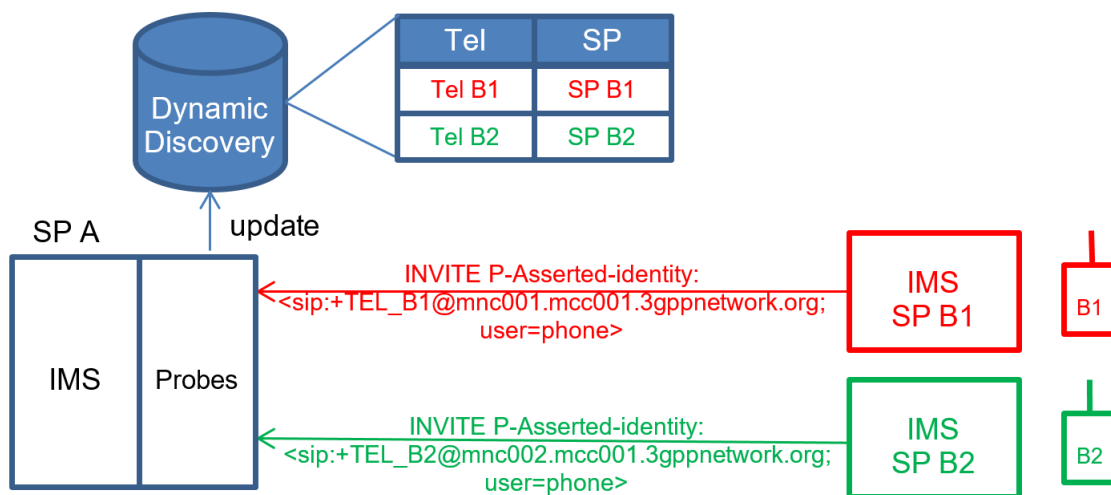 Dynamic
Discovery
Tel SP
Tel B1 SP B1
Tel B2 SP B2
update
SP A
IMS
Probes
INVITE P-Asserted-identity:
<sip:+TEL_B1@mnc001.mcc001.3gppnetwork.org;
user=phone>
IMS
SP B1
B1
INVITE P-Asserted-identity:
<sip:+TEL_B2@mnc002.mcc001.3gppnetwork.org;
user=phone>
IMS
SP B2
B2